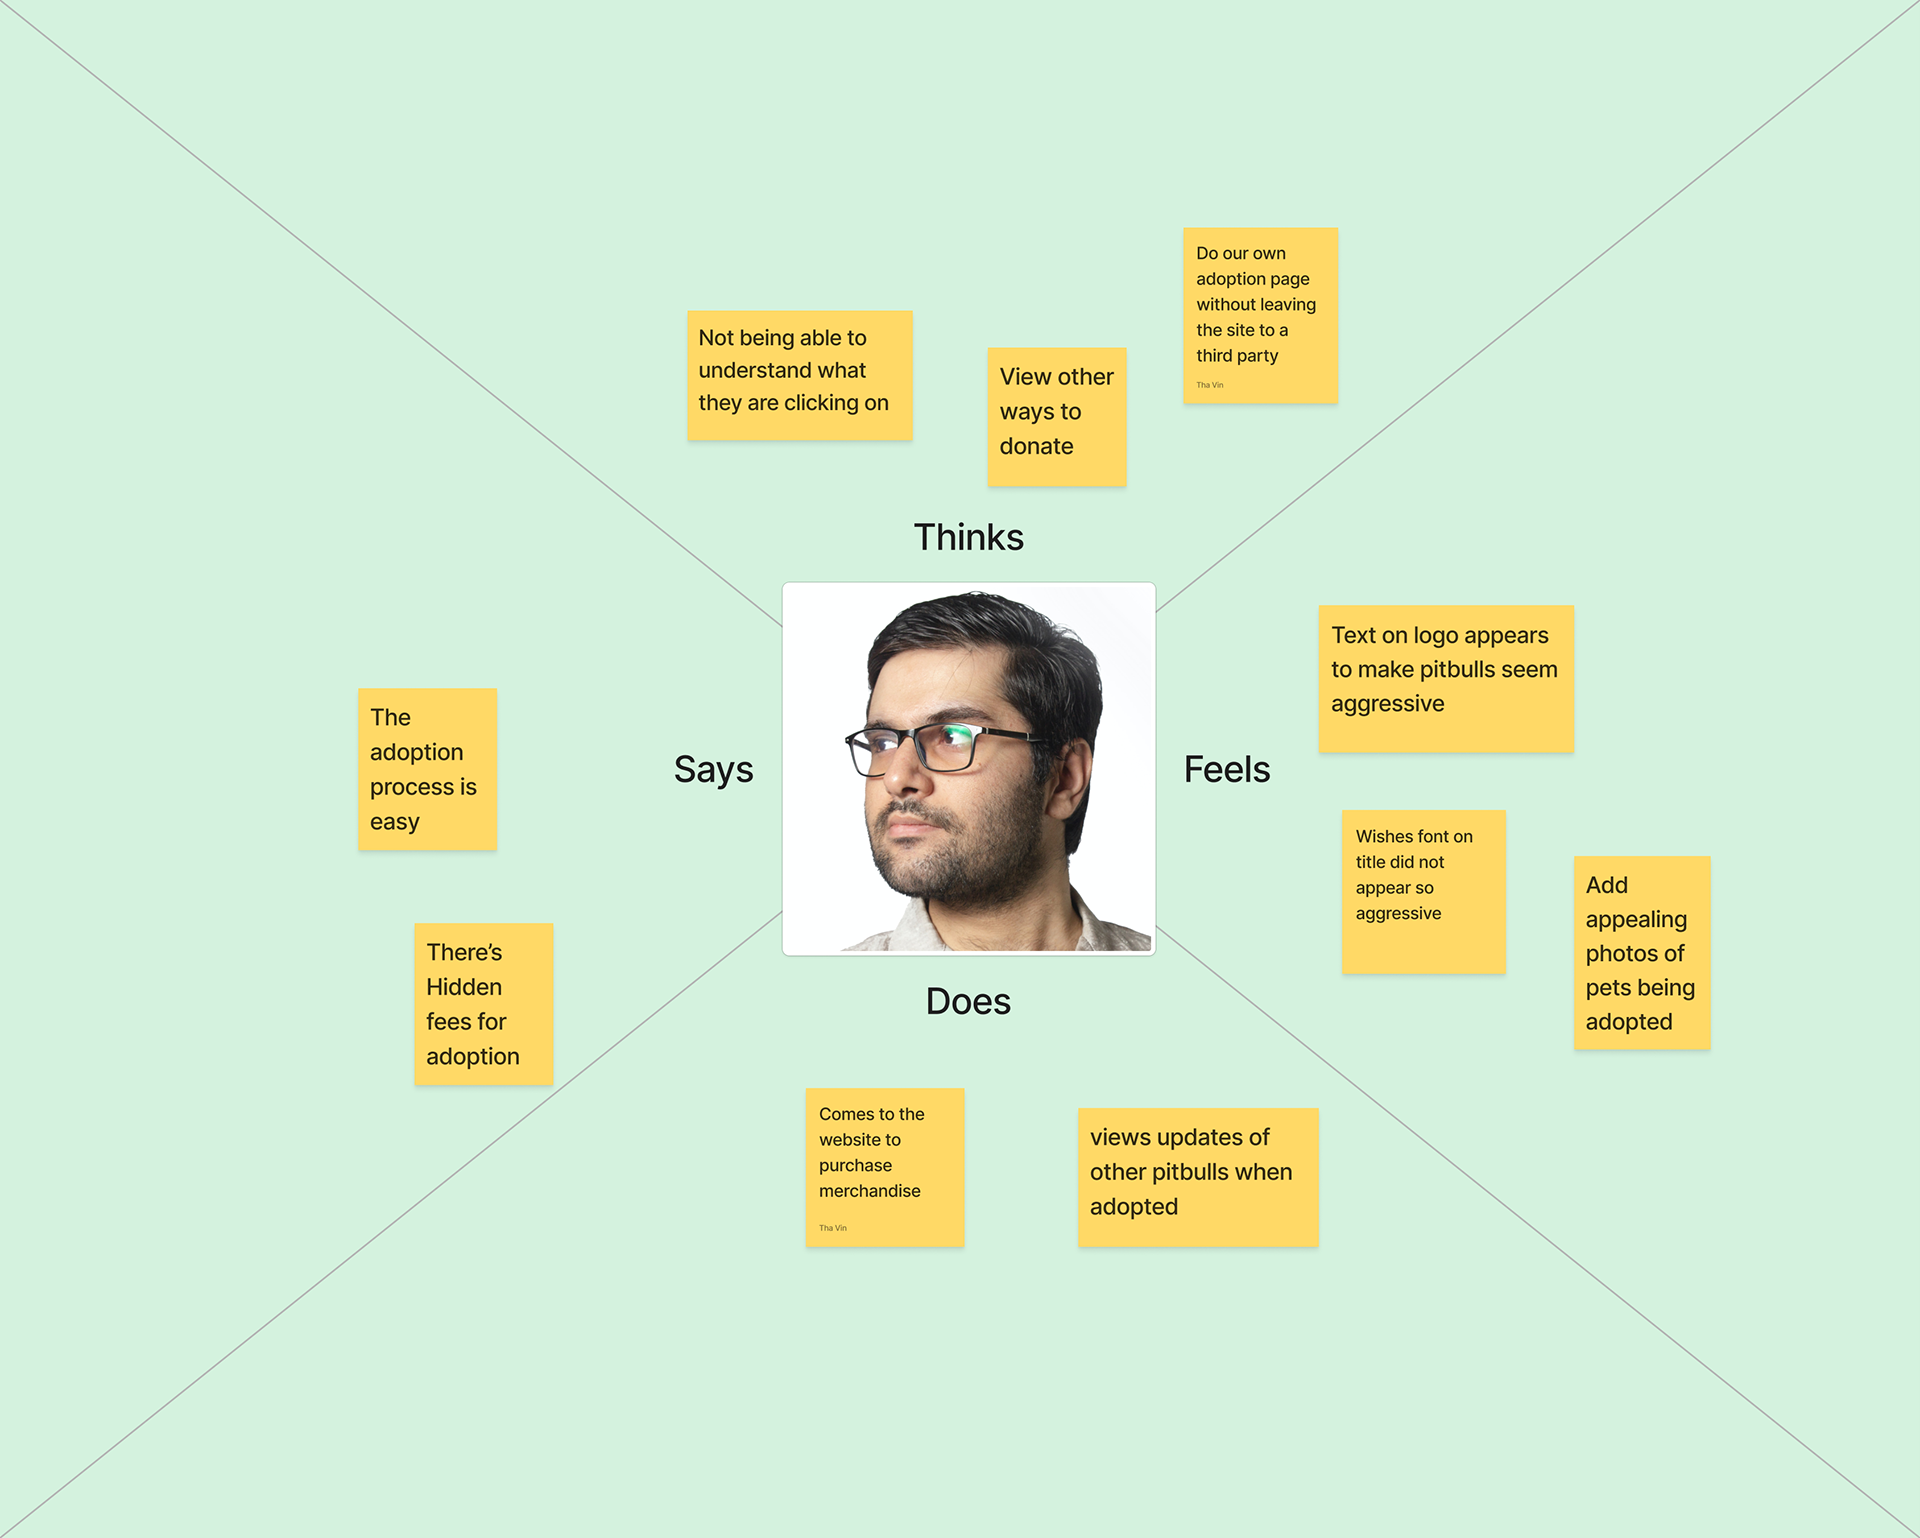 Do our own
adoption page
without leaving
the site to a
third party
Tha Vin
Not being able to
understand what
they are clicking on
View other
ways to
donate
Thinks
Text on logo appears
to make pitbulls seem
aggressive
The
adoption
process is
easy
Says
Feels
Wishes font on
title did not
appear so
aggressive
Add
appealing
photos of
pets being
adopted
There’s
Hidden
fees for
adoption
Does
Comes to the
website to
purchase
merchandise
Tha Vin
views updates of
other pitbulls when
adopted